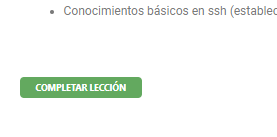 Conocimientos básicos en ssh
COMPLETAR LECCIÓN